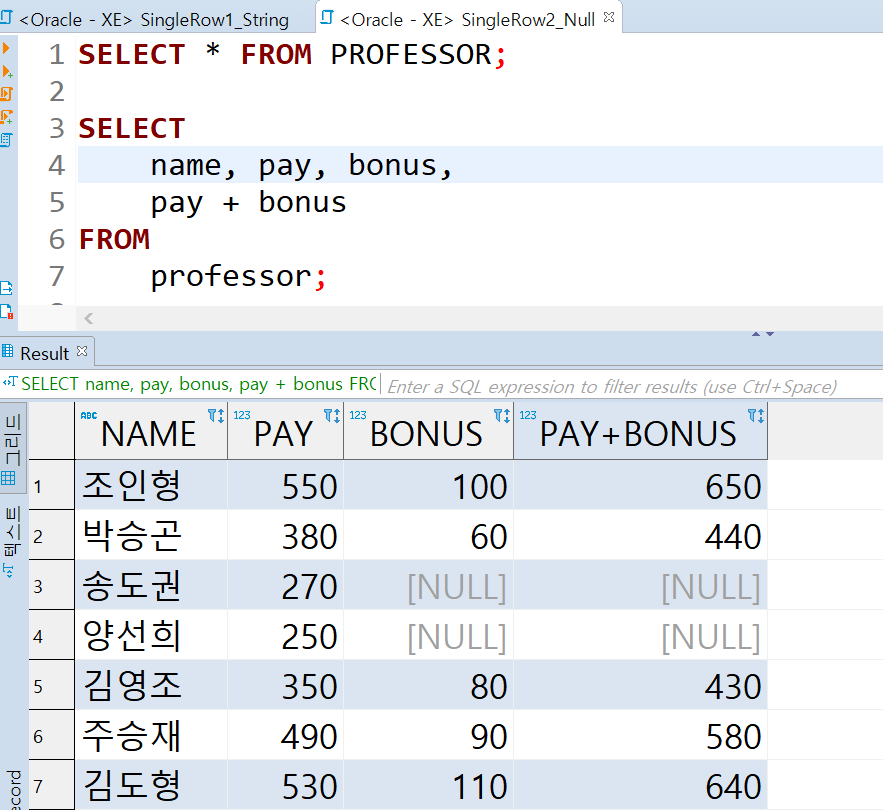 <Oracle - XE> SingleRow1_String <Oracle - XE> SingleRow2_Null
1 SELECT * FROM PROFESSOR;
2
3 SELECT
4 name, pay, bonus,
5 pay + bonus
6 FROM
7 professor;
Result
SELECT name, pay, bonus, pay + bonus FRC Enter a SQL expression to filter results (use Ctrl+Space)
그리드
텍스트
ecord
ABC NAME 123 PAY 123 BONUS 123 PAY+BONUS
1 조인형 550 100 650
2 박승곤 380 60 440
3 송도권 270 [NULL] [NULL]
4 양선희 250 [NULL] [NULL]
5 김영조 350 80 430
6 주승재 490 90 580
7 김도형 530 110 640